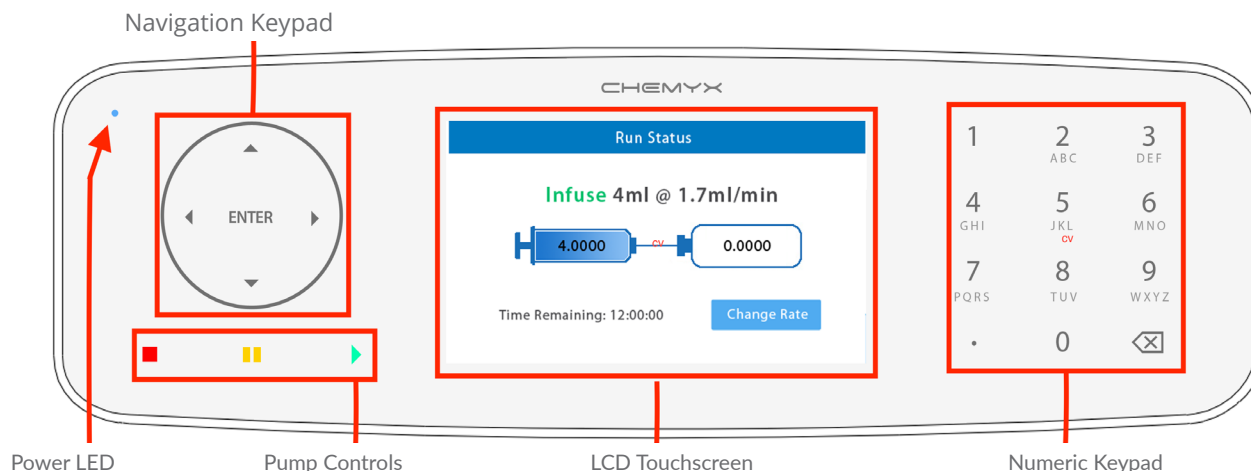 Navigation Keypad
CHEMYX
Run Status
Infuse 4ml @ 1.7ml/min
4.0000
CV
0.0000
Time Remaining: 12:00:00
Change Rate
ENTER
1 2 3
ABC DEF
4 5 6
GHI JKL MNO
CV
7 8 9
PQRS TUV WXYZ
. 0
Power LED
Pump Controls
LCD Touchscreen
Numeric Keypad